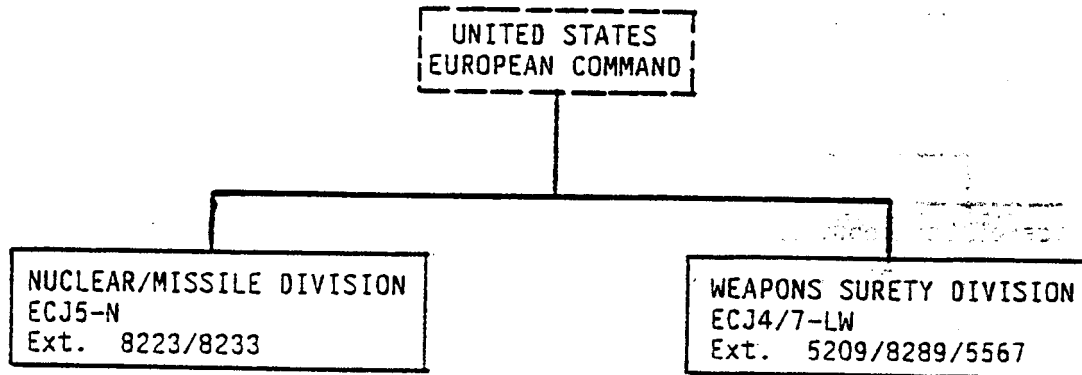 UNITED STATES
EUROPEAN COMMAND
NUCLEAR/MISSILE DIVISION
ECJ5-N
Ext. 8223/8233
WEAPONS SURETY DIVISION
ECJ4/7-LW
Ext. 5209/8289/5567